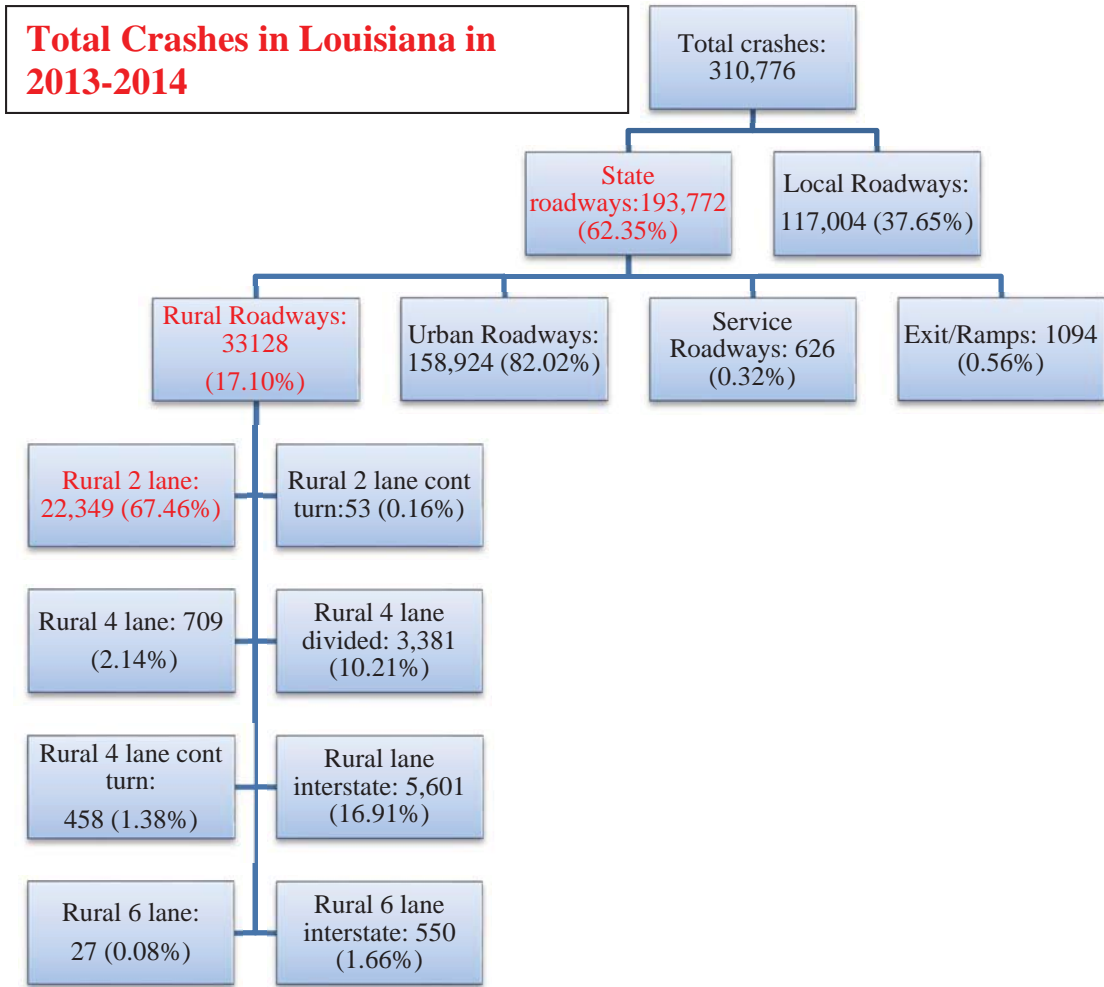 Total Crashes in Louisiana in
2013-2014
Total crashes:
310,776
State
roadways:193,772
(62.35%)
Local Roadways:
117,004 (37.65%)
Rural Roadways:
33128
(17.10%)
Urban Roadways:
158,924 (82.02%)
Service
Roadways: 626
(0.32%)
Exit/Ramps: 1094
(0.56%)
Rural 2 lane:
22,349 (67.46%)
Rural 2 lane cont
turn:53 (0.16%)
Rural 4 lane: 709
(2.14%)
Rural 4 lane
divided: 3,381
(10.21%)
Rural 4 lane cont
turn:
458 (1.38%)
Rural lane
interstate: 5,601
(16.91%)
Rural 6 lane:
27 (0.08%)
Rural 6 lane
interstate: 550
(1.66%)